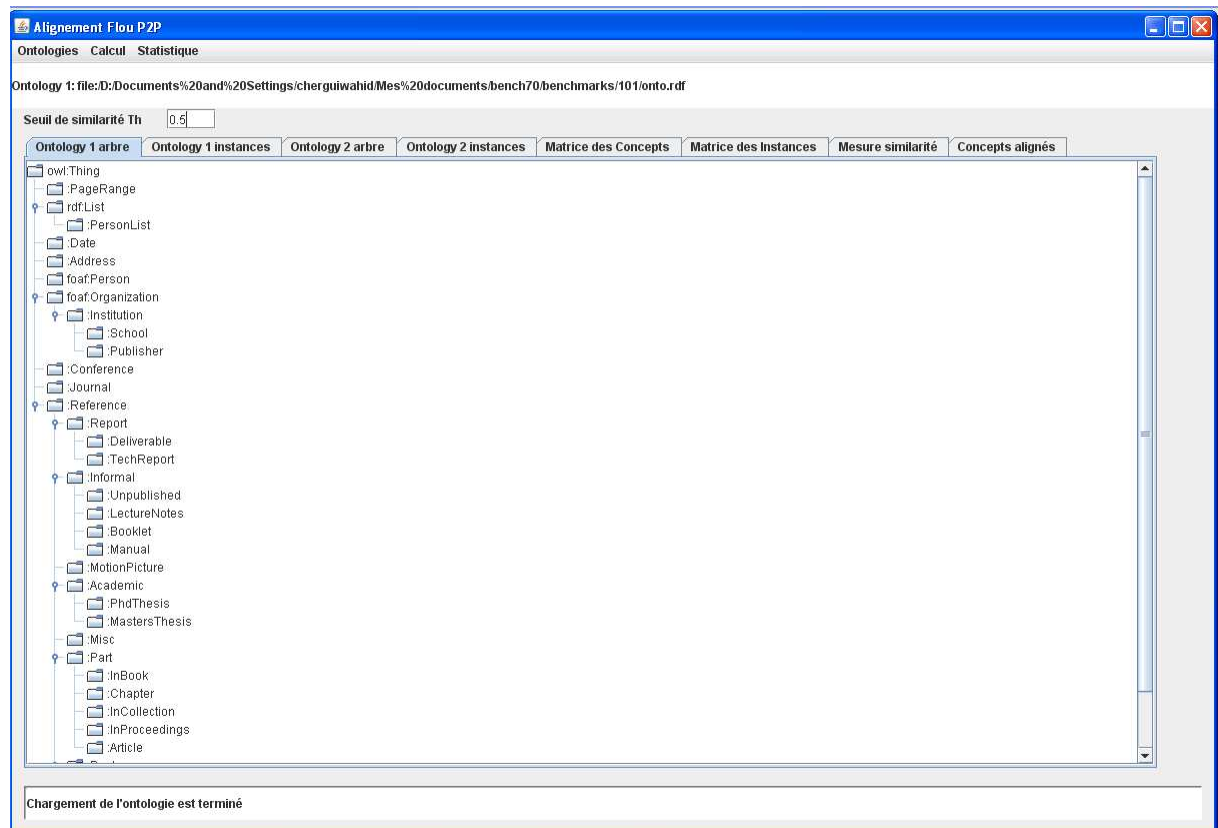 Alignement Flou P2P
Ontologies Calcul Statistique
Ontology 1: file:/D:/Documents%20and%20Settings/cherguiwahid/Mes%20documents/bench70/benchmarks/101/onto.rdf
Seuil de similarité Th 0.5
Ontology 1 arbre Ontology 1 instances Ontology 2 arbre Ontology 2 instances Matrice des Concepts Matrice des Instances Mesure similarité Concepts alignés
owl:Thing
:PageRange
rdf:List
:PersonList
:Date
:Address
foaf:Person
foaf:Organization
:Institution
:School
:Publisher
:Conference
:Journal
:Reference
:Report
:Deliverable
:TechReport
:Informal
:Unpublished
:LectureNotes
:Booklet
:Manual
:MotionPicture
:Academic
:PhdThesis
:MastersThesis
:Misc
:Part
:InBook
:Chapter
:InCollection
:InProceedings
:Article
Chargement de l'ontologie est terminé